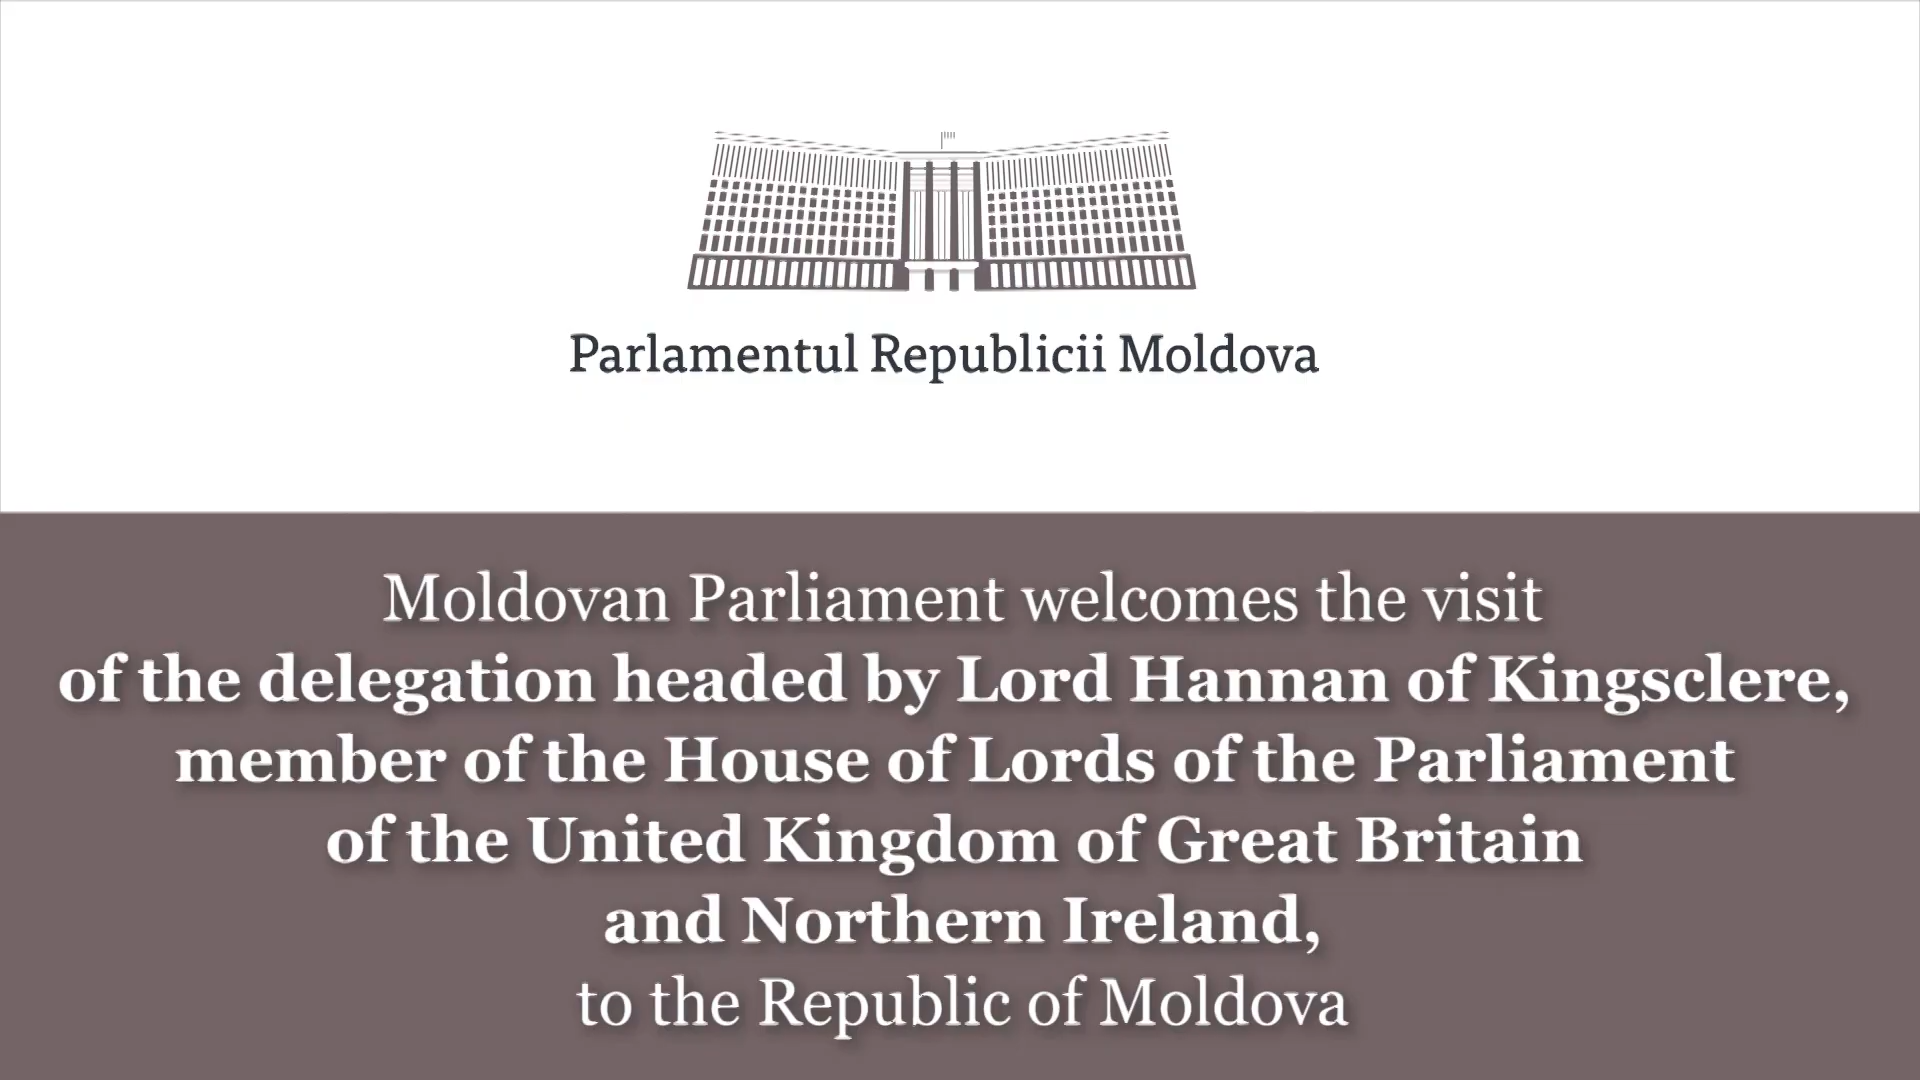 Parlamentul Republicii Moldova
Moldovan Parliament welcomes the visit
of the delegation headed by Lord Hannan of Kingsclere,
member of the House of Lords of the Parliament
of the United Kingdom of Great Britain
and Northern Ireland,
to the Republic of Moldova